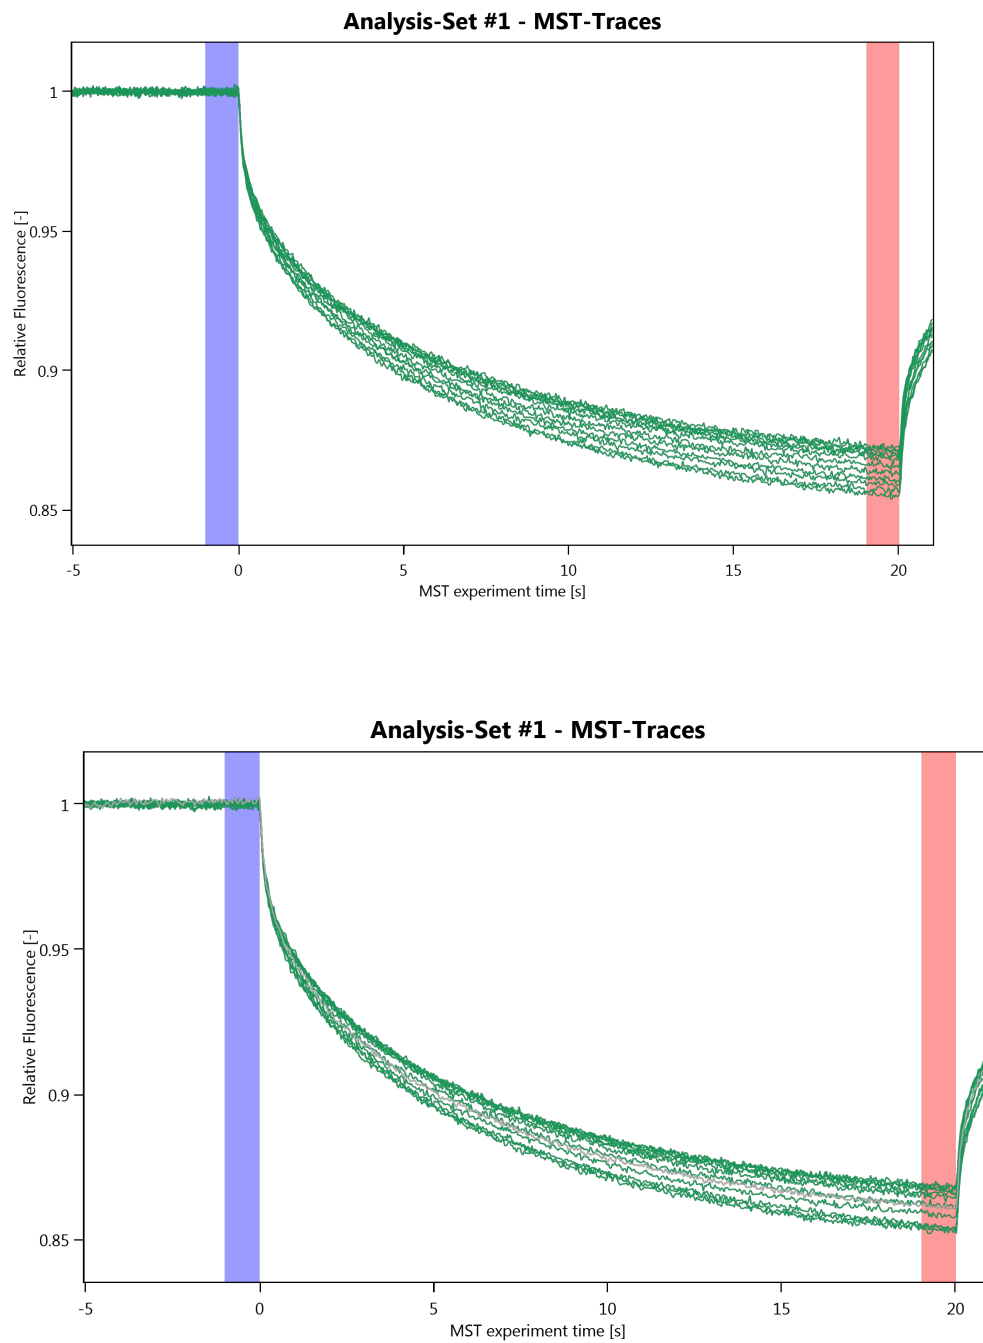 Analysis-Set #1 - MST-Traces
1
0.95
0.9
0.85
Relative Fluorescence [-]
-5 0 5 10 15 20
MST experiment time [s]
Analysis-Set #1 - MST-Traces
1
0.95
0.9
0.85
Relative Fluorescence [-]
-5 0 5 10 15 20
MST experiment time [s]